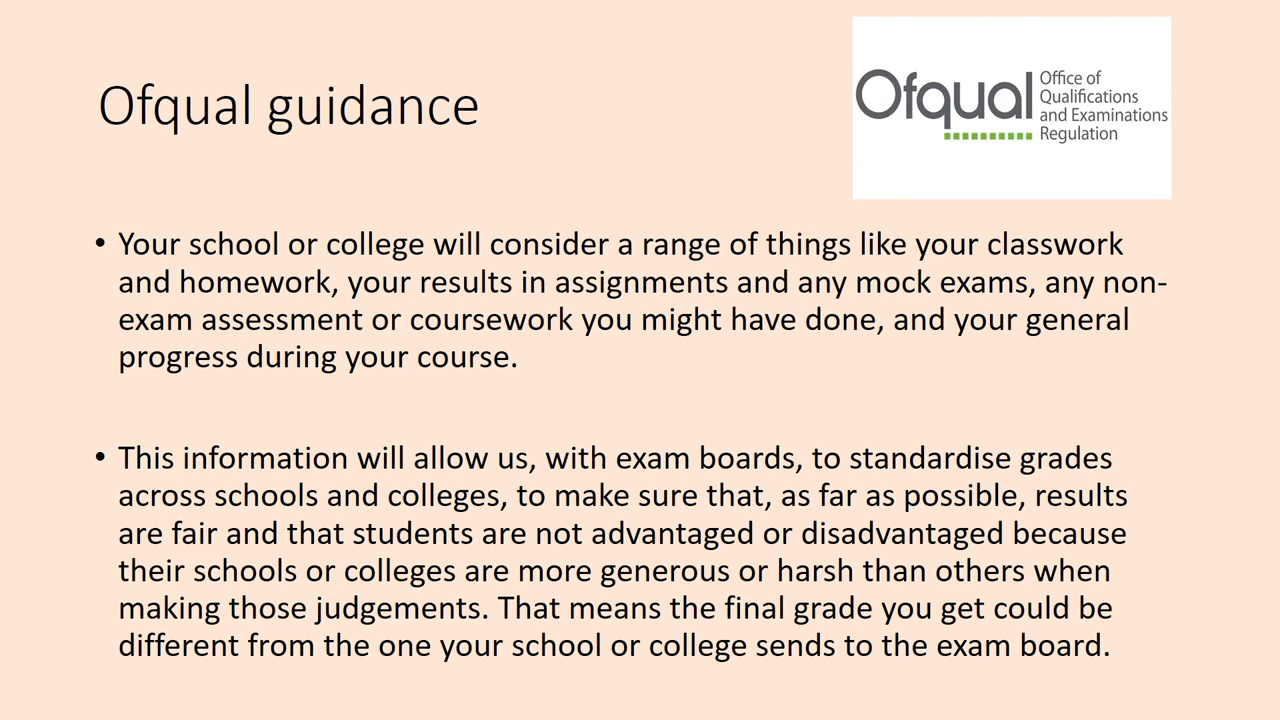 Ofqual guidance
Ofqual
Office of
Qualifications
and Examinations
Regulation
• Your school or college will consider a range of things like your classwork
and homework, your results in assignments and any mock exams, any non-
exam assessment or coursework you might have done, and your general
progress during your course.
• This information will allow us, with exam boards, to standardise grades
across schools and colleges, to make sure that, as far as possible, results
are fair and that students are not advantaged or disadvantaged because
their schools or colleges are more generous or harsh than others when
making those judgements. That means the final grade you get could be
different from the one your school or college sends to the exam board.